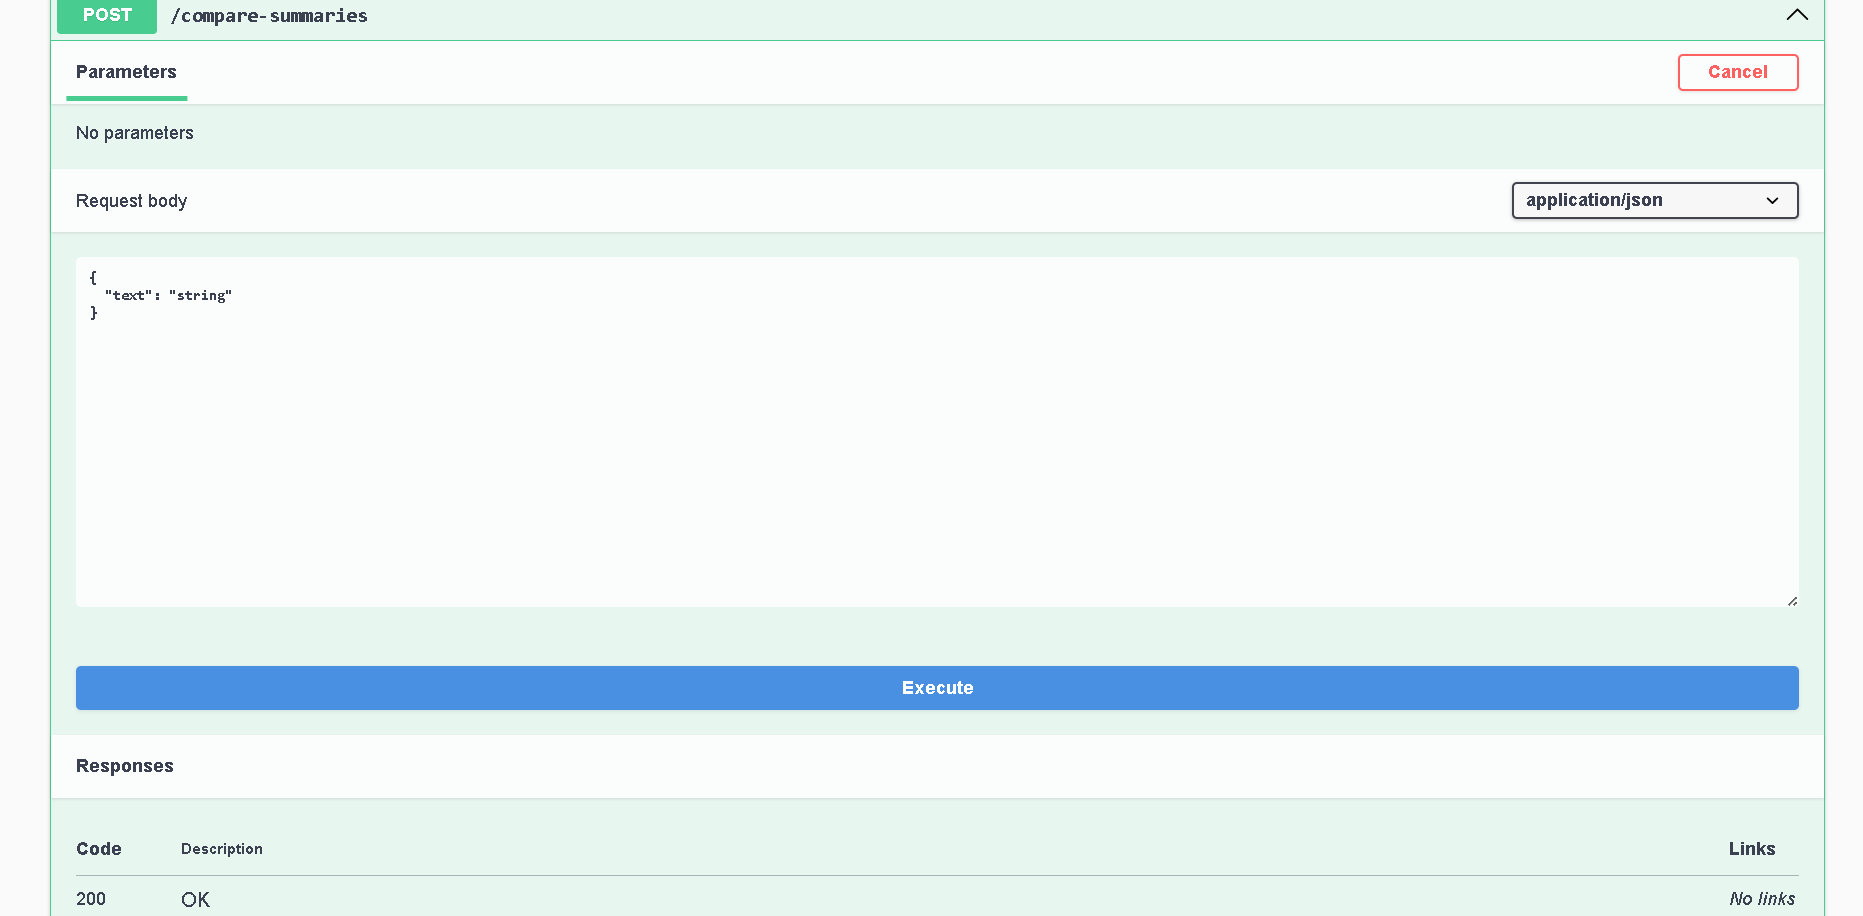 POST /compare-summaries
Parameters
Cancel
No parameters
Request body
application/json
{
  "text": "string"
}
Execute
Responses
Code Description Links
200 OK No links